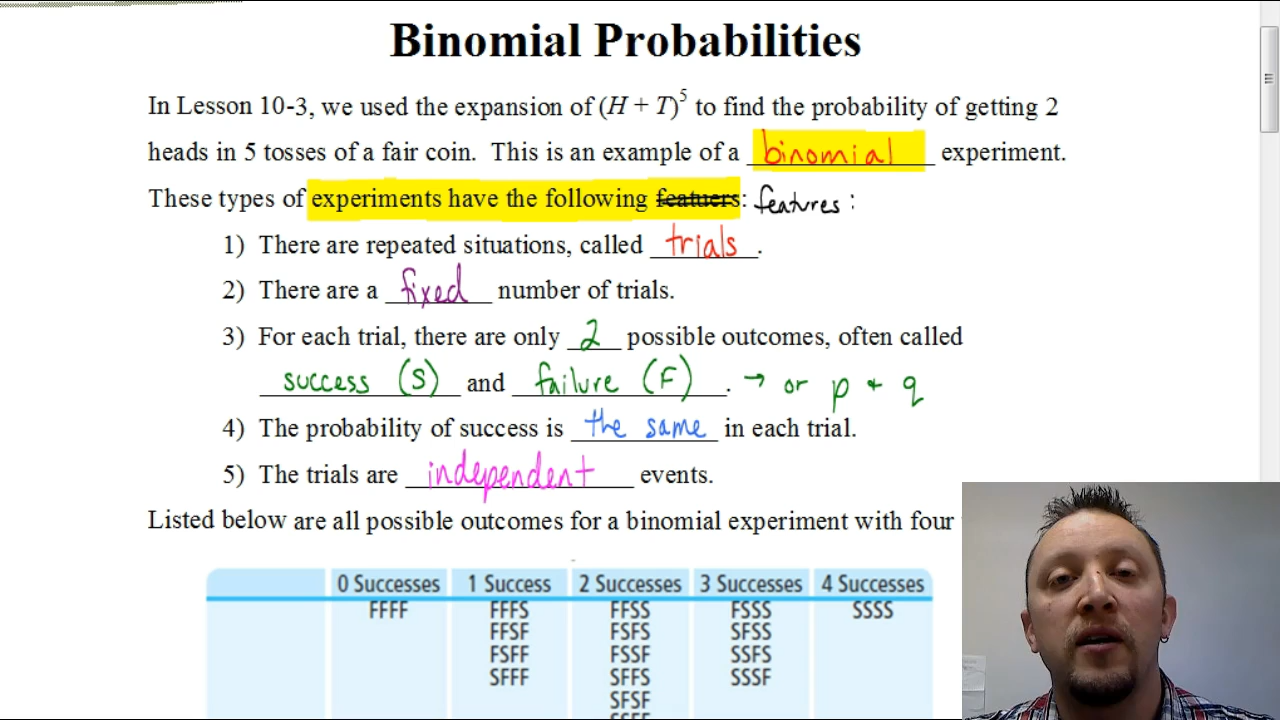 Binomial Probabilities
In Lesson 10-3, we used the expansion of (H + T)⁵ to find the probability of getting 2
heads in 5 tosses of a fair coin. This is an example of a binomial experiment.
These types of experiments have the following featuers: features:
1) There are repeated situations, called trials.
2) There are a fixed number of trials.
3) For each trial, there are only 2 possible outcomes, often called
success (S) and failure (F). → or p + q
4) The probability of success is the same in each trial.
5) The trials are independent events.
Listed below are all possible outcomes for a binomial experiment with four
0 Successes 1 Success 2 Successes 3 Successes 4 Successes
FFFF FFFS FFSS FSSS SSSS
FFSF FSFS SFSS
FSFF FSSF SSFS
SFFF SFFS SSSF
SFSF